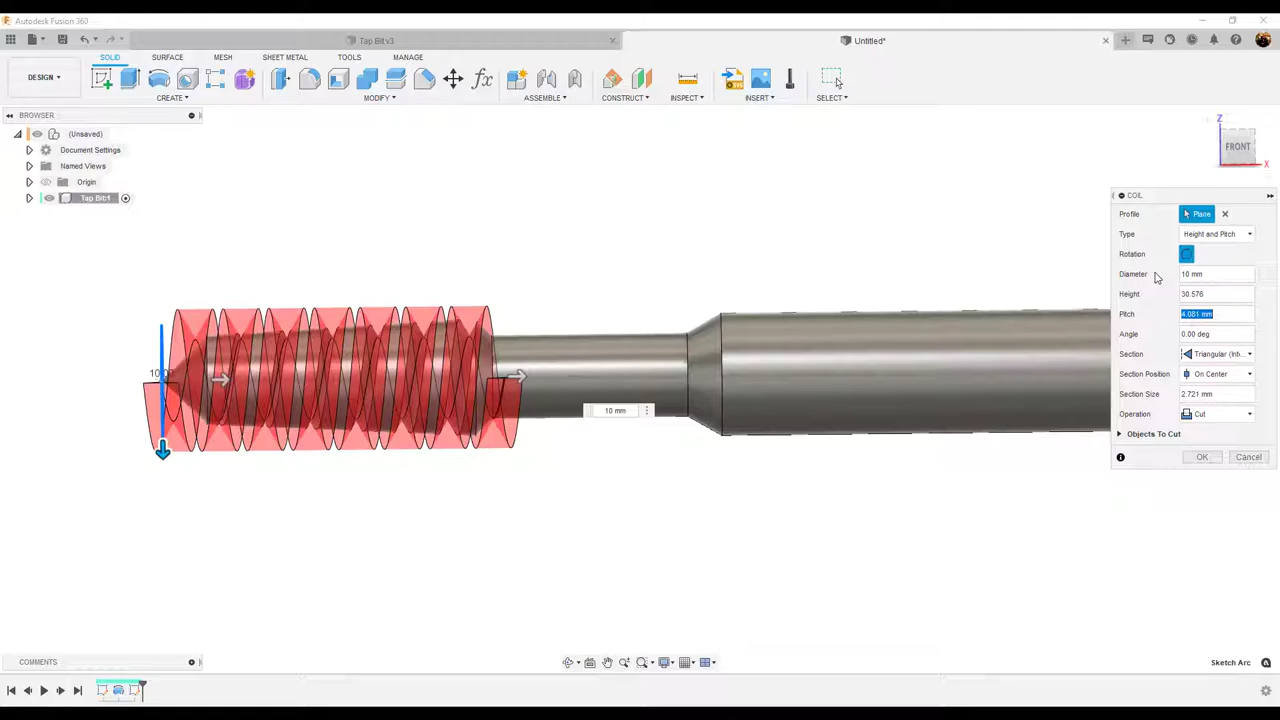 Autodesk Fusion 360
Tap Bit v3
Untitled*
DESIGN
SOLID SURFACE MESH SHEET METAL TOOLS MANAGE
CREATE MODIFY ASSEMBLE CONSTRUCT INSPECT INSERT SELECT
BROWSER
(Unsaved)
Document Settings
Named Views
Origin
Tap Bit:1
Z
FRONT
X
COIL
Profile Plane
Type Height and Pitch
Rotation
Diameter 10 mm
Height 30.576
Pitch 4.081 mm
Angle 0.00 deg
Section Triangular (Int...
Section Position On Center
Section Size 2.721 mm
Operation Cut
Objects To Cut
OK Cancel
10 mm
COMMENTS
Sketch Arc